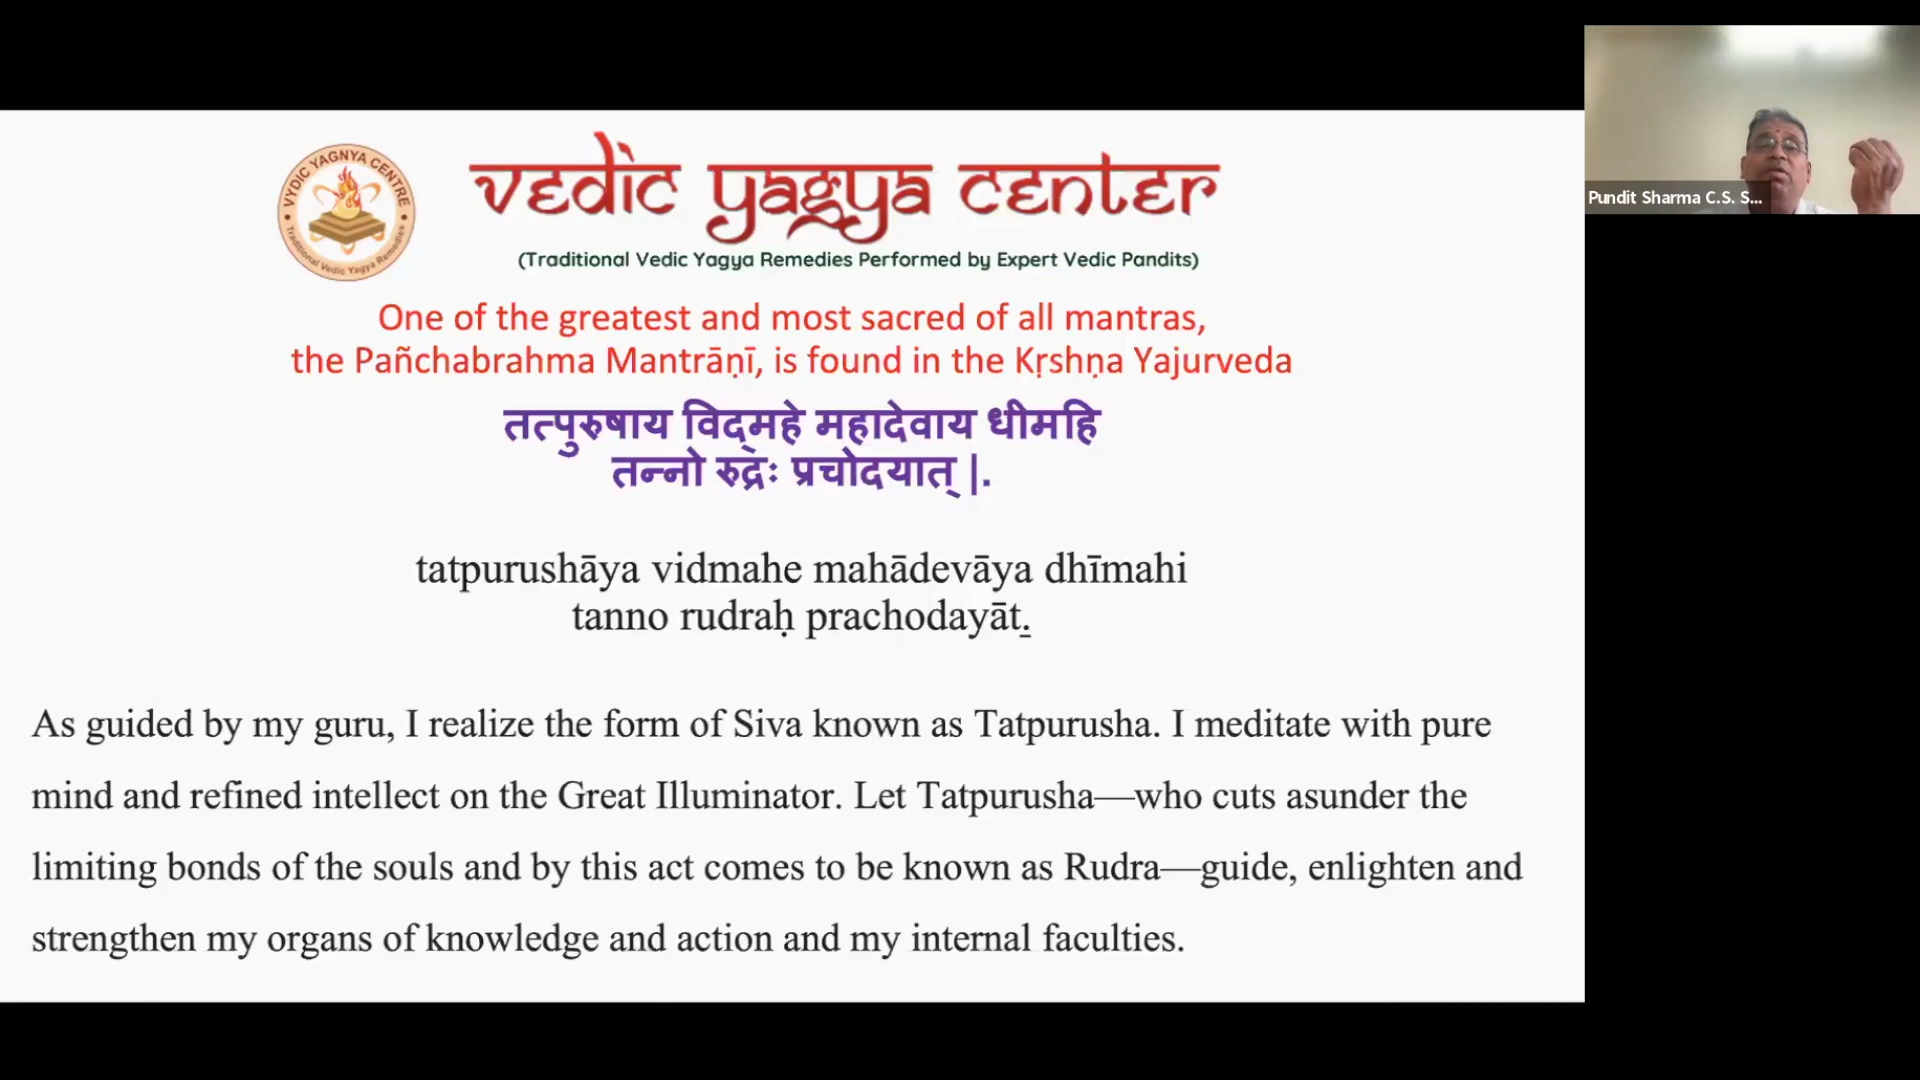 VYDIC YAGNYA CENTRE
Traditional Vedic Yagya Remedies
vedic yagya center
(Traditional Vedic Yagya Remedies Performed by Expert Vedic Pandits)
One of the greatest and most sacred of all mantras,
the Pañchabrahma Mantrāṇī, is found in the Kṛshṇa Yajurveda
तत्पुरुषाय विद्महे महादेवाय धीमहि
तन्नो रुद्रः प्रचोदयात् |.
tatpurushāya vidmahe mahādevāya dhīmahi
tanno rudraḥ prachodayāt.
As guided by my guru, I realize the form of Siva known as Tatpurusha. I meditate with pure
mind and refined intellect on the Great Illuminator. Let Tatpurusha—who cuts asunder the
limiting bonds of the souls and by this act comes to be known as Rudra—guide, enlighten and
strengthen my organs of knowledge and action and my internal faculties.
Pundit Sharma C.S. S...